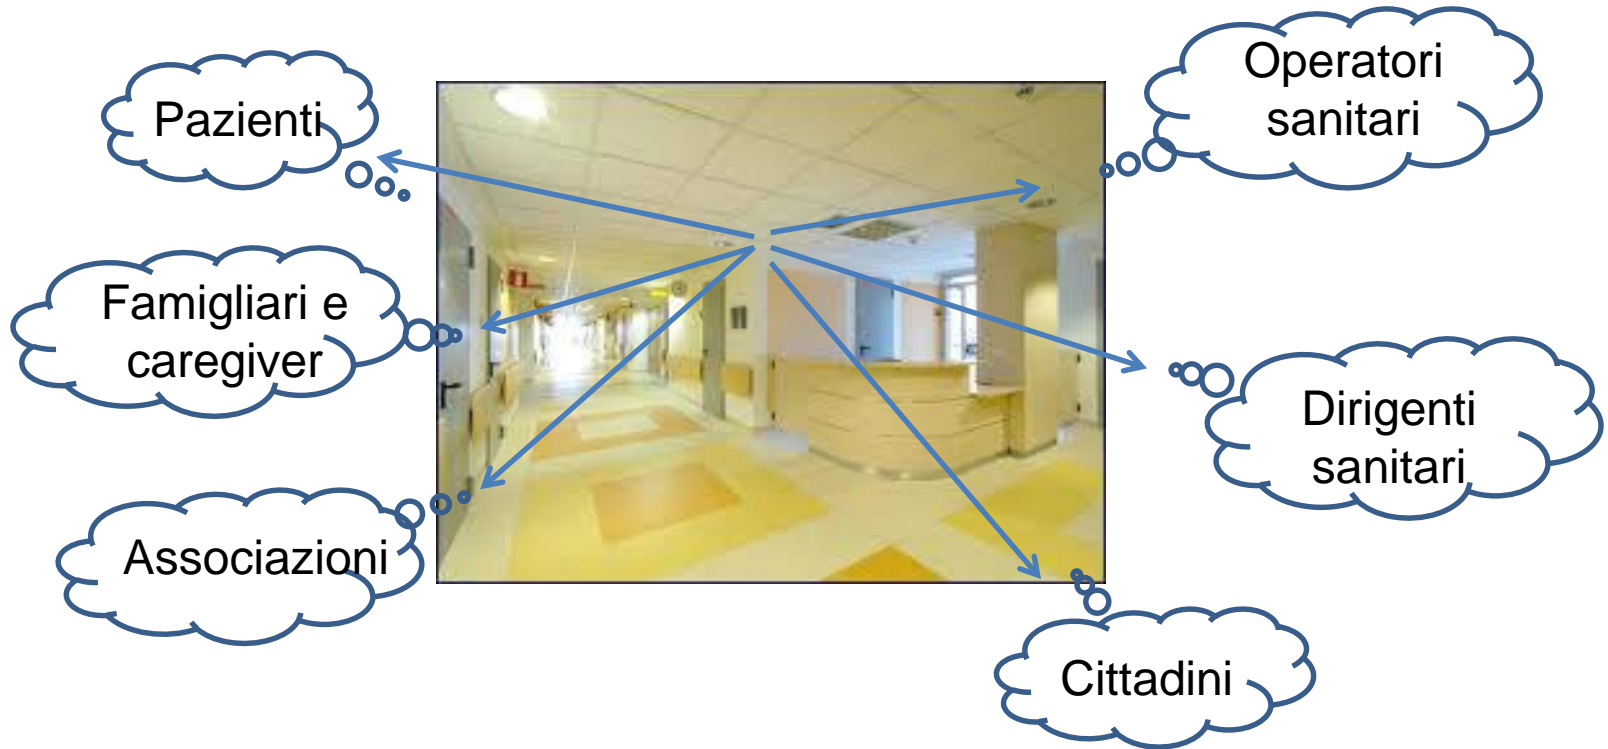 Pazienti
Operatori
sanitari
Famigliari e
caregiver
Dirigenti
sanitari
Associazioni
Cittadini